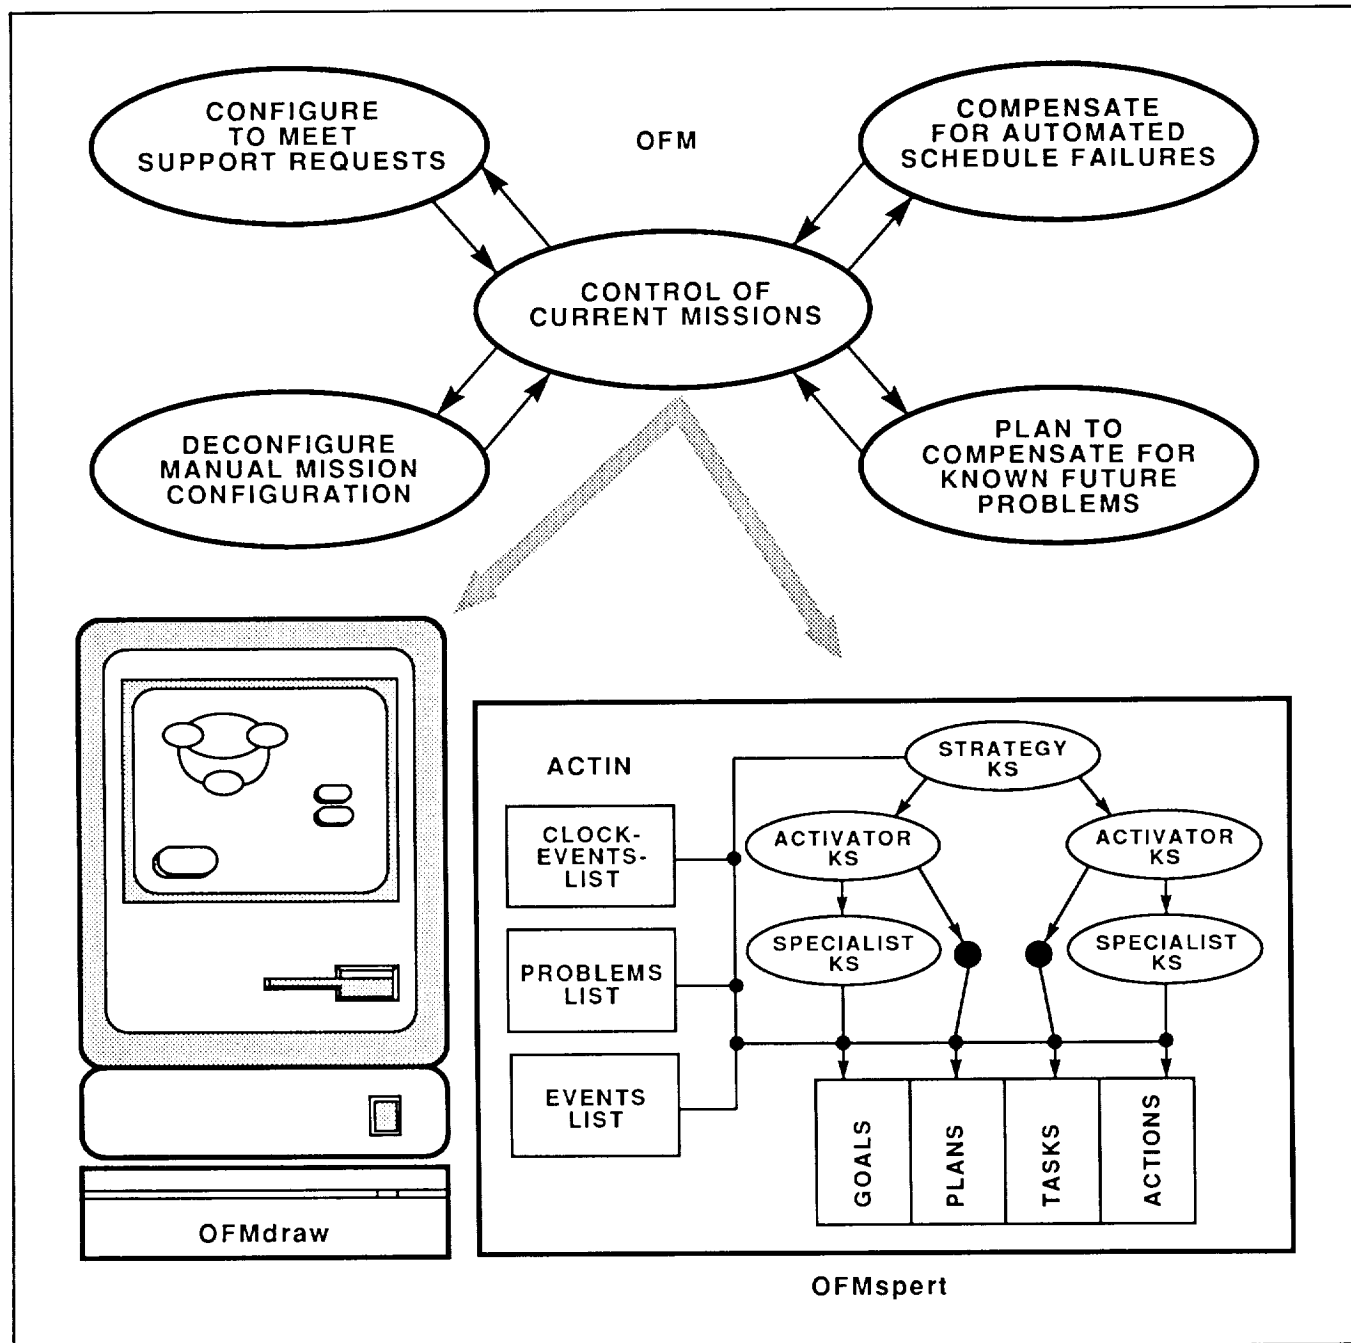 CONFIGURE
TO MEET
SUPPORT REQUESTS
OFM
COMPENSATE
FOR AUTOMATED
SCHEDULE FAILURES
CONTROL OF
CURRENT MISSIONS
DECONFIGURE
MANUAL MISSION
CONFIGURATION
PLAN TO
COMPENSATE FOR
KNOWN FUTURE
PROBLEMS
OFMdraw
ACTIN
CLOCK-
EVENTS-
LIST
PROBLEMS
LIST
EVENTS
LIST
STRATEGY
KS
ACTIVATOR
KS
ACTIVATOR
KS
SPECIALIST
KS
SPECIALIST
KS
GOALS
PLANS
TASKS
ACTIONS
OFMspert